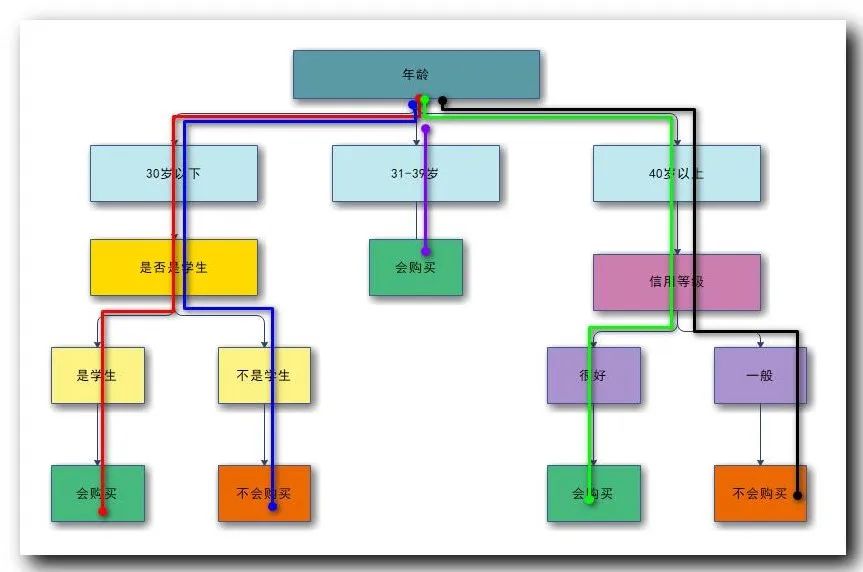 年龄
30岁以下
31-39岁
40岁以上
是否是学生
会购买
信用等级
是学生
不是学生
很好
一般
会购买
不会购买
会购买
不会购买